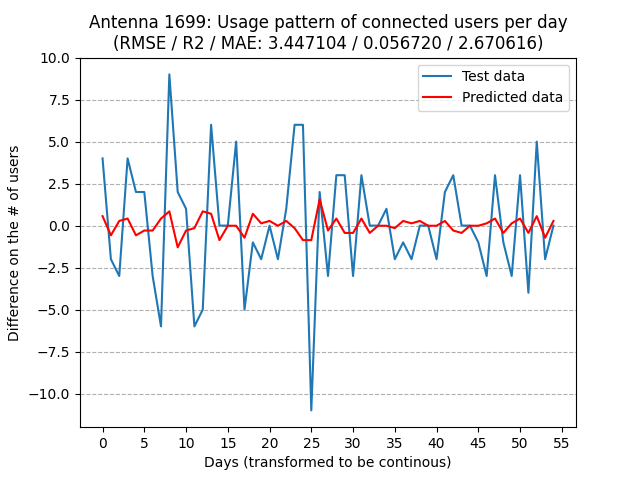 Antenna 1699: Usage pattern of connected users per day
(RMSE / R2 / MAE: 3.447104 / 0.056720 / 2.670616)
Test data
Predicted data
10.0
7.5
5.0
2.5
0.0
−2.5
−5.0
−7.5
−10.0
Difference on the # of users
0 5 10 15 20 25 30 35 40 45 50 55
Days (transformed to be continous)